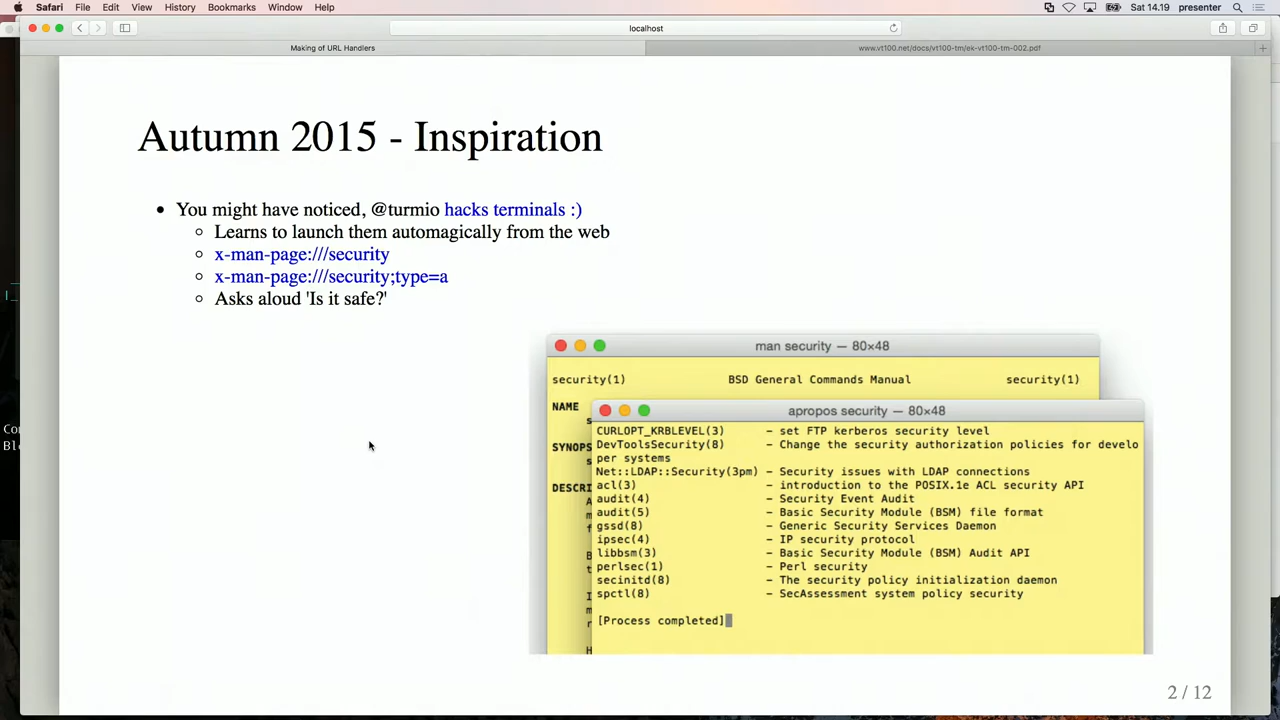 Safari File Edit View History Bookmarks Window Help Sat 14.19 presenter
localhost
Making of URL Handlers www.vt100.net/docs/vt100-tm/ek-vt100-tm-002.pdf
Autumn 2015 - Inspiration
• You might have noticed, @turmio hacks terminals :)
Learns to launch them automagically from the web
x-man-page:///security
x-man-page:///security;type=a
Asks aloud 'Is it safe?'
man security — 80×48
security(1) BSD General Commands Manual security(1)
NAME
SYNOPS
DESCRI
apropos security — 80×48
CURLOPT_KRBLEVEL(3) – set FTP kerberos security level
DevToolsSecurity(8) – Change the security authorization policies for develo
per systems
Net::LDAP::Security(3pm) – Security issues with LDAP connections
acl(3) – introduction to the POSIX.1e ACL security API
audit(4) – Security Event Audit
audit(5) – Basic Security Module (BSM) file format
gssd(8) – Generic Security Services Daemon
ipsec(4) – IP security protocol
libbsm(3) – Basic Security Module (BSM) Audit API
perlsec(1) – Perl security
secinitd(8) – The security policy initialization daemon
spctl(8) – SecAssessment system policy security
[Process completed]
2 / 12